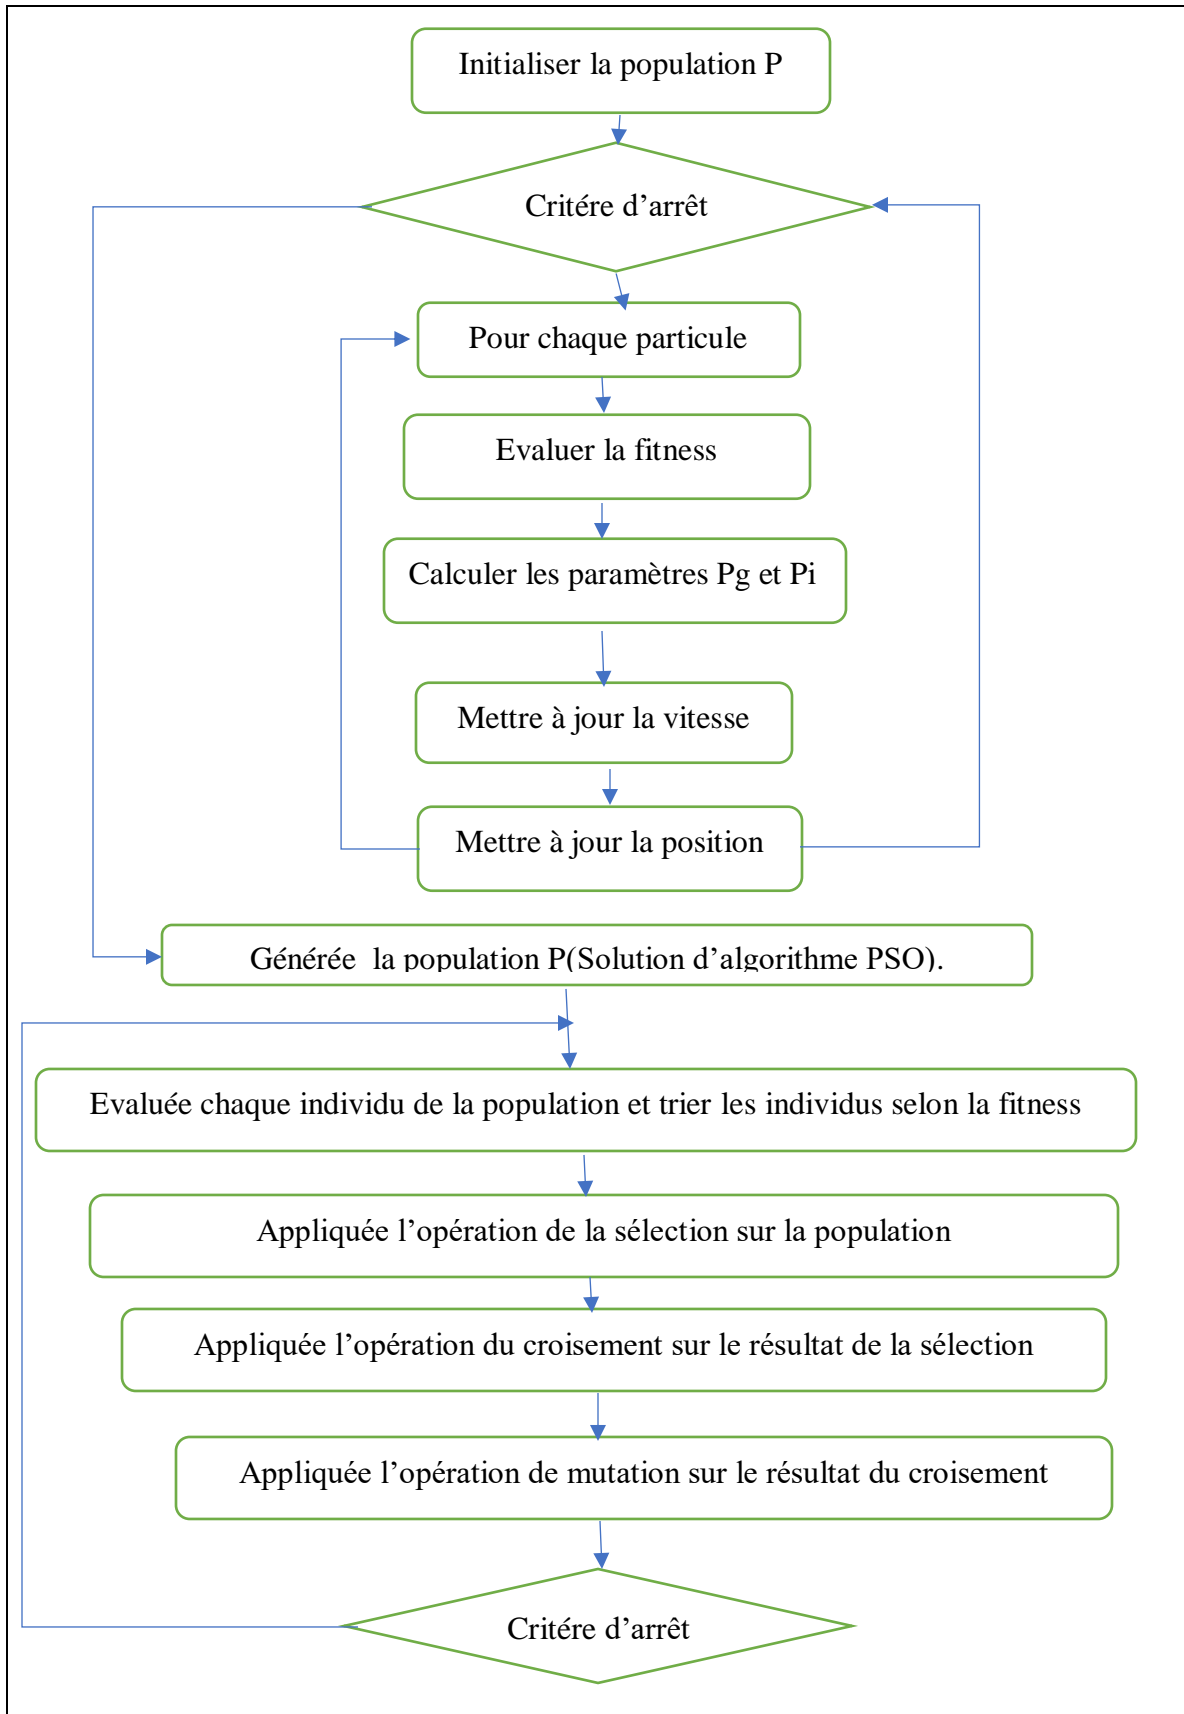 Initialiser la population P
Critére d’arrêt
Pour chaque particule
Evaluer la fitness
Calculer les paramètres Pg et Pi
Mettre à jour la vitesse
Mettre à jour la position
Générée  la population P(Solution d’algorithme PSO).
Evaluée chaque individu de la population et trier les individus selon la fitness
Appliquée l’opération de la sélection sur la population
Appliquée l’opération du croisement sur le résultat de la sélection
Appliquée l’opération de mutation sur le résultat du croisement
Critére d’arrêt